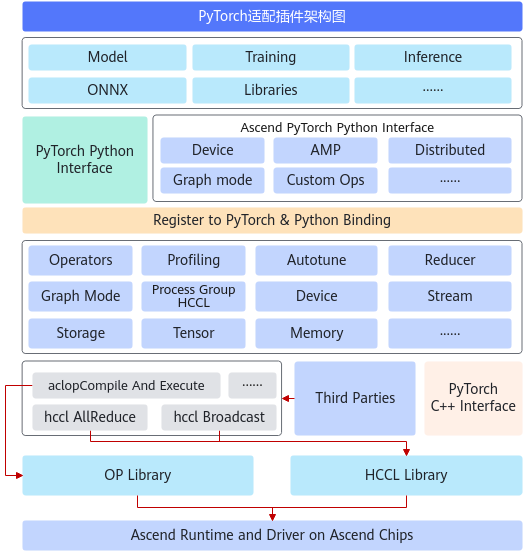 PyTorch适配插件架构图
Model
Training
Inference
ONNX
Libraries
······
PyTorch Python
Interface
Ascend PyTorch Python Interface
Device
AMP
Distributed
Graph mode
Custom Ops
······
Register to PyTorch & Python Binding
Operators
Profiling
Autotune
Reducer
Graph Mode
Process Group
HCCL
Device
Stream
Storage
Tensor
Memory
······
aclopCompile And Execute
······
hccl AllReduce
hccl Broadcast
Third Parties
PyTorch
C++ Interface
OP Library
HCCL Library
Ascend Runtime and Driver on Ascend Chips